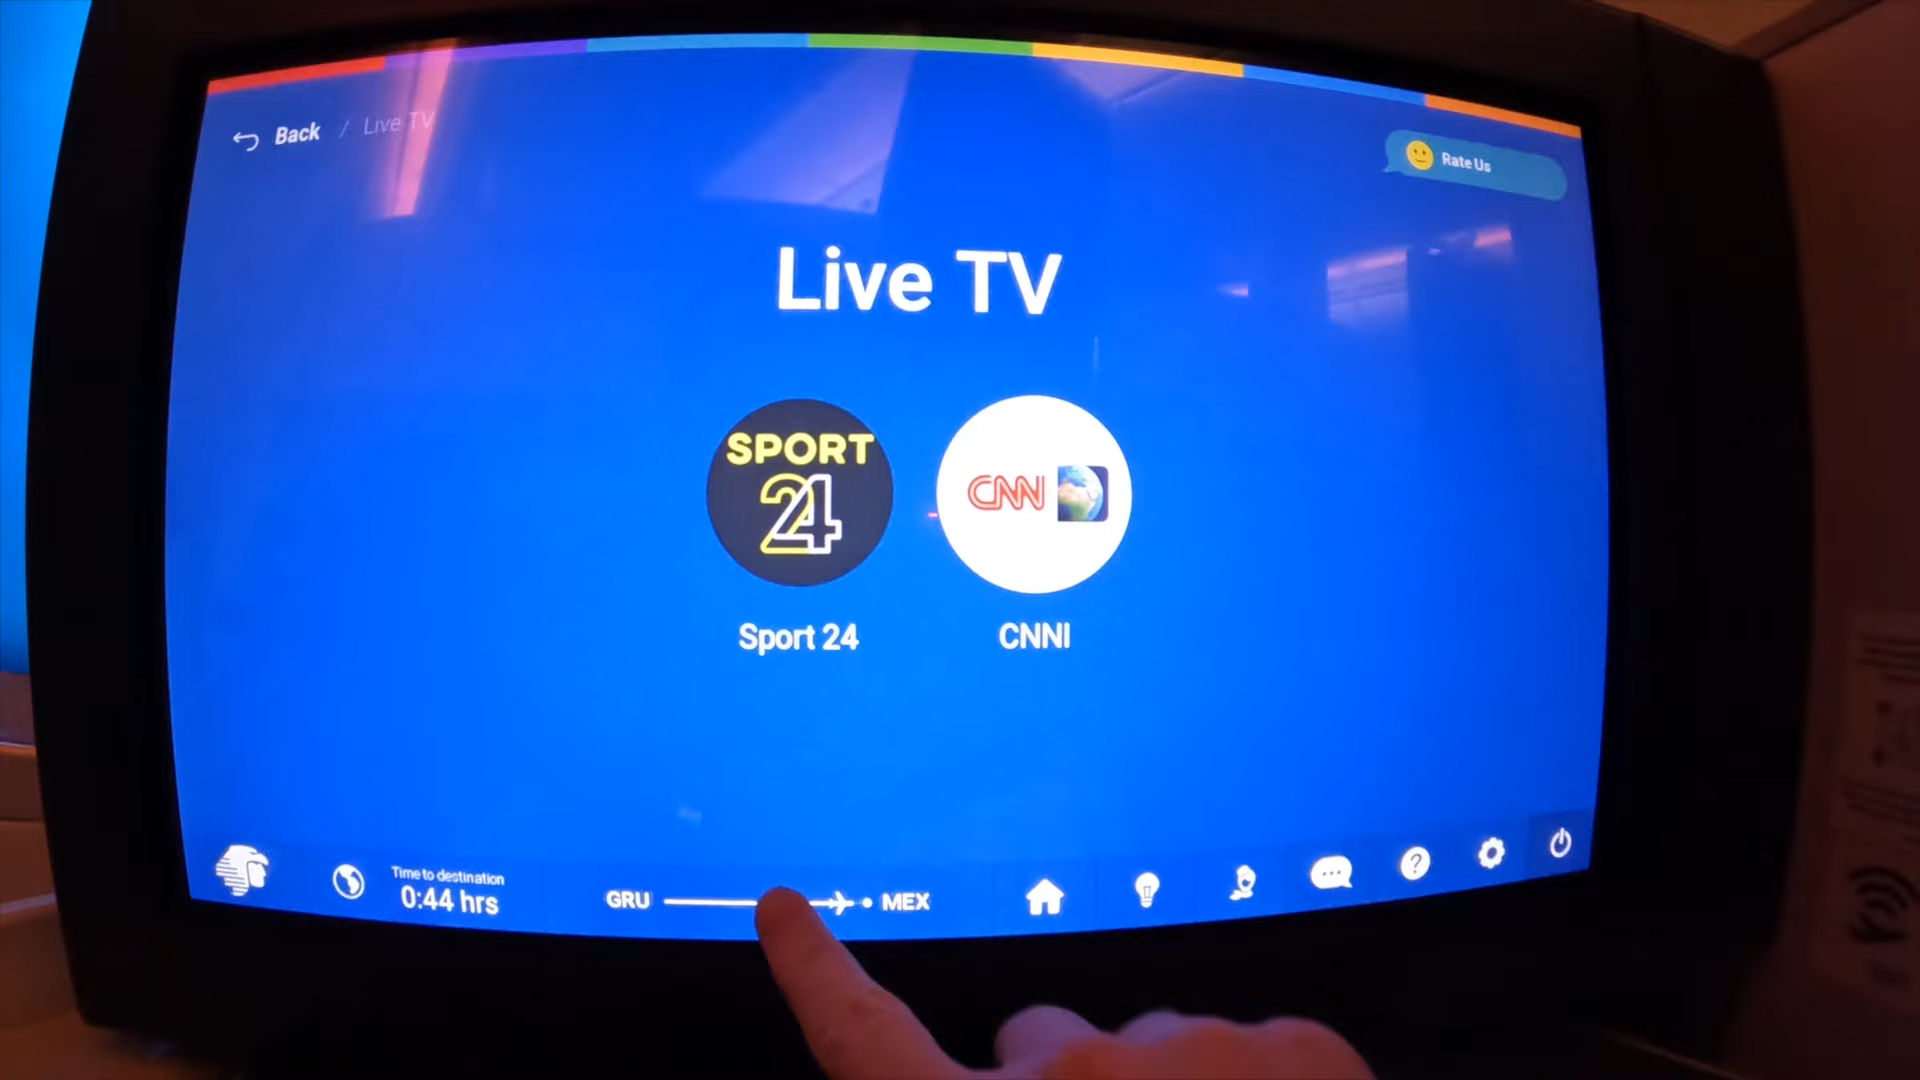 Back / Live TV
Rate Us
Live TV
SPORT
24
CNN
Sport 24
CNNI
Time to destination
0:44 hrs
GRU
MEX
?